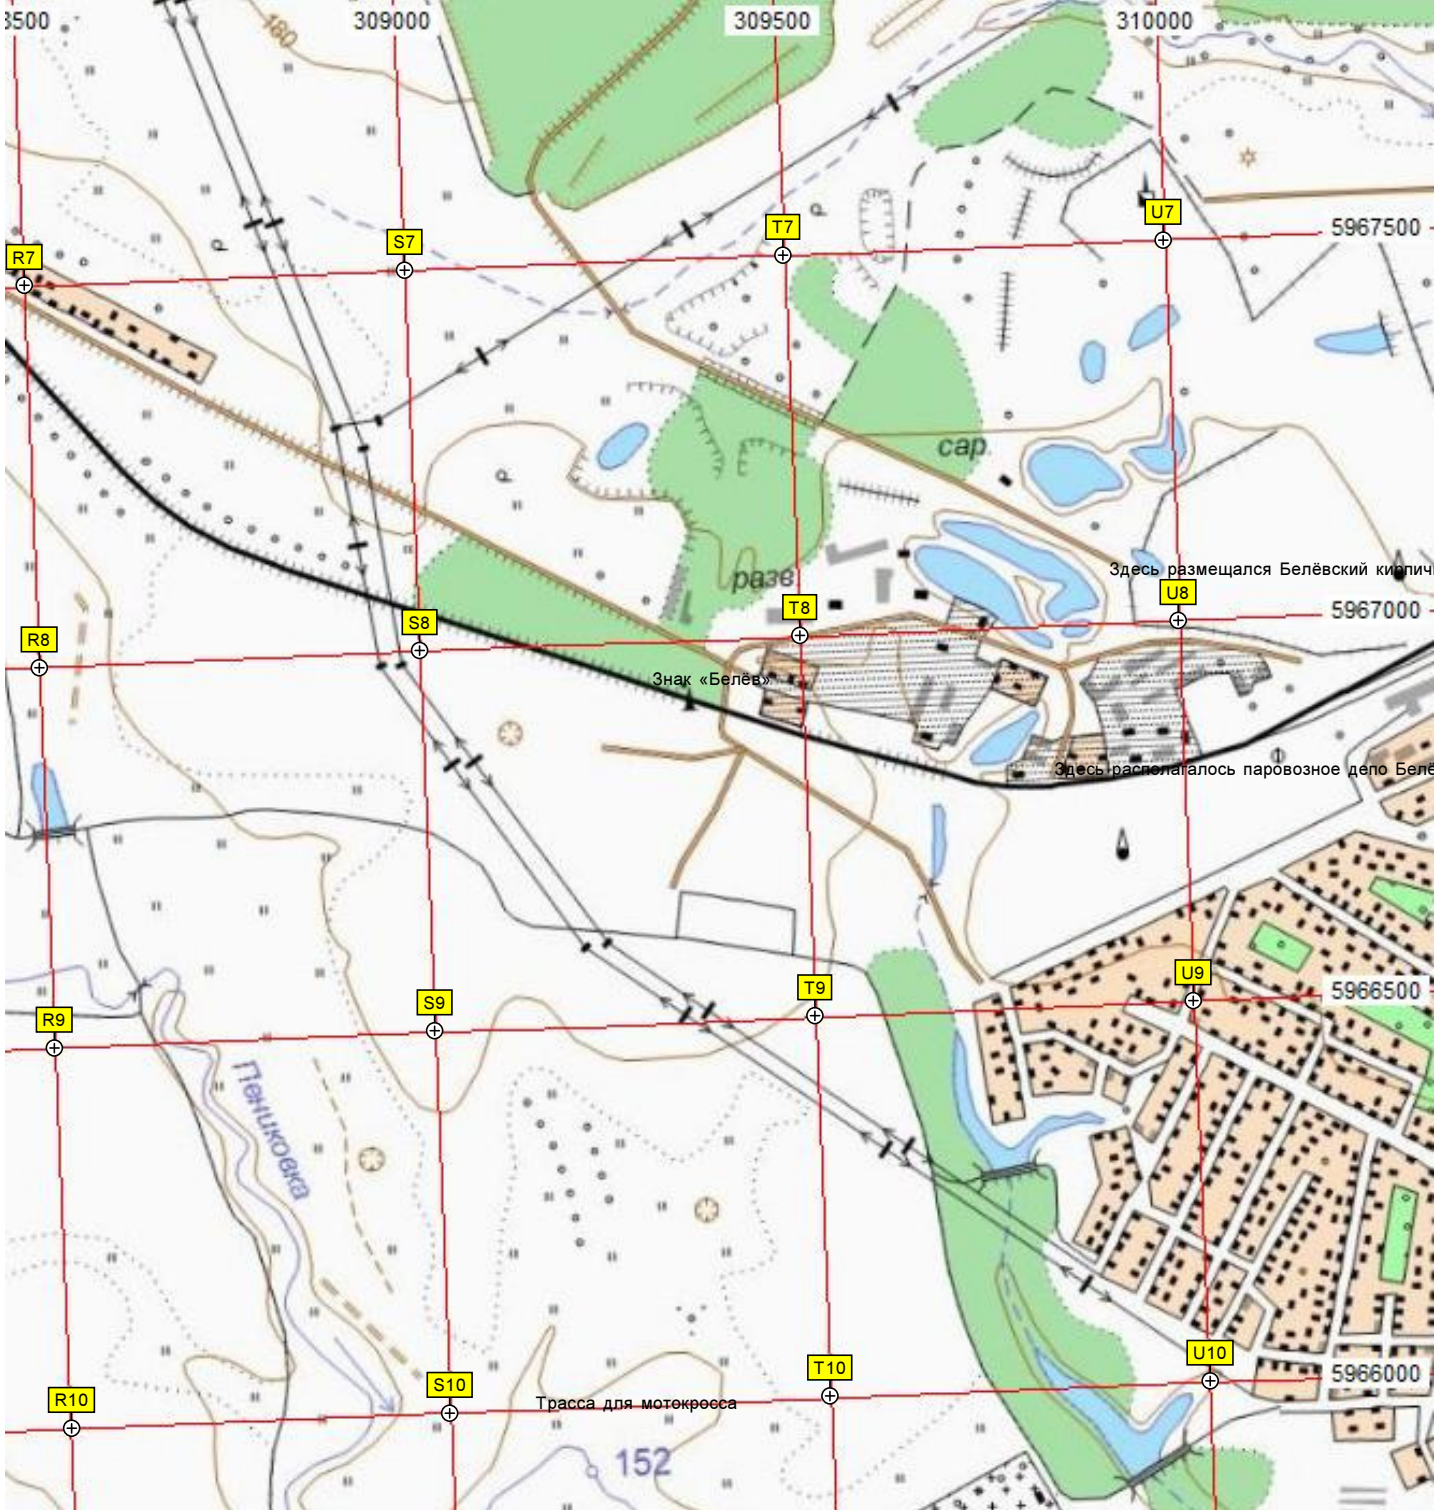 3500
309000
309500
310000
180
U7
T7
5967500
S7
R7
сар.
разв
Здесь размещался Белёвский кирпич
U8
T8
5967000
S8
R8
Знак «Белёв»
Здесь располагалось паровозное депо Белё
U9
T9
5966500
S9
R9
Пениковка
U10
T10
5966000
S10
R10
Трасса для мотокросса
152